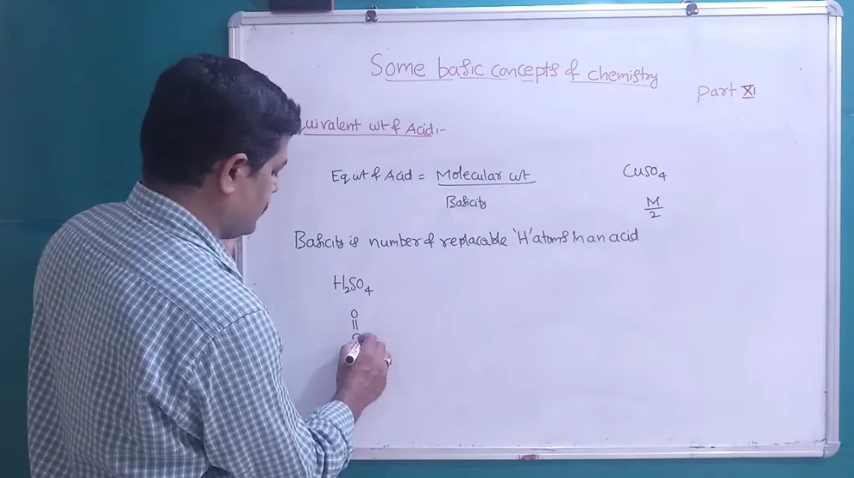 Some basic concepts of chemistry
Part XI
uivalent wt of Acid:-
Eq wt of Acid = Molecular wt
Basicity
CuSO4
M
2
Basicity is number of replacable 'H' atoms in an acid
H2SO4
O